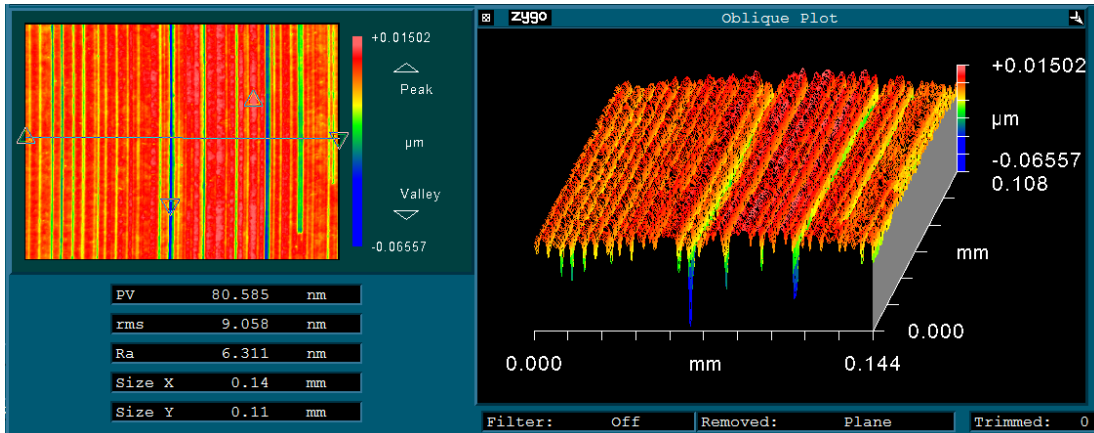 +0.01502
Peak
µm
Valley
-0.06557
PV 80.585 nm
rms 9.058 nm
Ra 6.311 nm
Size X 0.14 mm
Size Y 0.11 mm
zygo Oblique Plot
+0.01502
µm
-0.06557
0.108
mm
0.000
0.000 mm 0.144
Filter: Off Removed: Plane Trimmed: 0